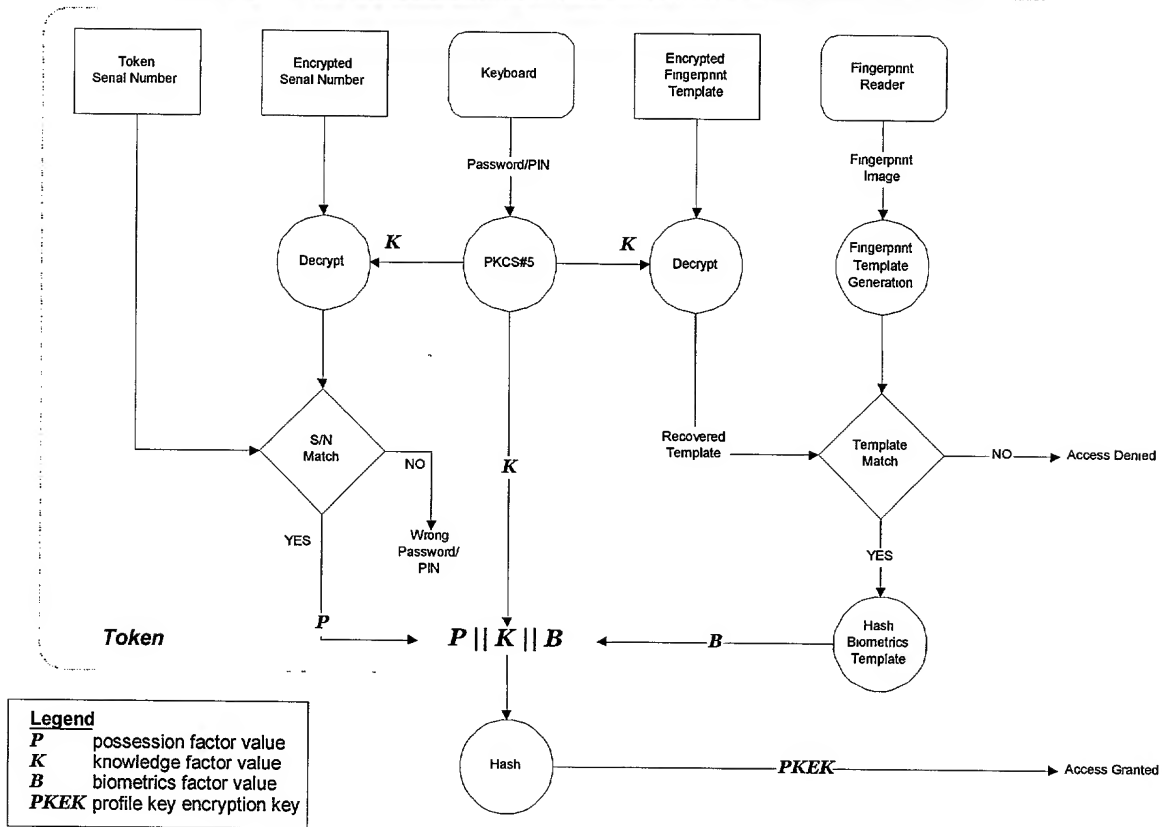 Token
Serial Number
Encrypted
Serial Number
Keyboard
Encrypted
Fingerprint
Template
Fingerprint
Reader
Password/PIN
Fingerprint
Image
Decrypt
K
PKCS#5
K
Decrypt
Fingerprint
Template
Generation
S/N
Match
NO
YES
Wrong
Password/
PIN
K
Recovered
Template
Template
Match
NO
Access Denied
YES
Token
P
P || K || B
B
Hash
Biometrics
Template
Hash
PKEK
Access Granted
Legend
P possession factor value
K knowledge factor value
B biometrics factor value
PKEK profile key encryption key